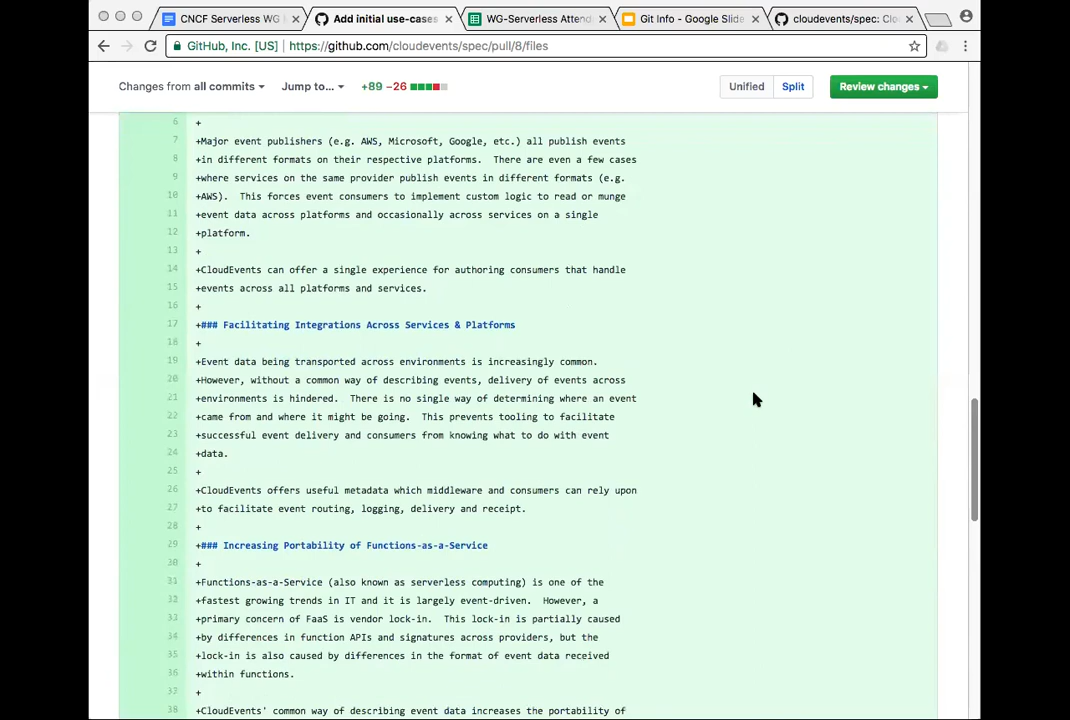 CNCF Serverless WG
Add initial use-cases
WG-Serverless Attend
Git Info - Google Slide
cloudevents/spec: Clo
GitHub, Inc. [US] https://github.com/cloudevents/spec/pull/8/files
Changes from all commits Jump to... +89 −26 Unified Split Review changes
6 +
7 +Major event publishers (e.g. AWS, Microsoft, Google, etc.) all publish events
8 +in different formats on their respective platforms. There are even a few cases
9 +where services on the same provider publish events in different formats (e.g.
10 +AWS). This forces event consumers to implement custom logic to read or munge
11 +event data across platforms and occasionally across services on a single
12 +platform.
13 +
14 +CloudEvents can offer a single experience for authoring consumers that handle
15 +events across all platforms and services.
16 +
17 +### Facilitating Integrations Across Services & Platforms
18 +
19 +Event data being transported across environments is increasingly common.
20 +However, without a common way of describing events, delivery of events across
21 +environments is hindered. There is no single way of determining where an event
22 +came from and where it might be going. This prevents tooling to facilitate
23 +successful event delivery and consumers from knowing what to do with event
24 +data.
25 +
26 +CloudEvents offers useful metadata which middleware and consumers can rely upon
27 +to facilitate event routing, logging, delivery and receipt.
28 +
29 +### Increasing Portability of Functions-as-a-Service
30 +
31 +Functions-as-a-Service (also known as serverless computing) is one of the
32 +fastest growing trends in IT and it is largely event-driven. However, a
33 +primary concern of FaaS is vendor lock-in. This lock-in is partially caused
34 +by differences in function APIs and signatures across providers, but the
35 +lock-in is also caused by differences in the format of event data received
36 +within functions.
37 +
38 +CloudEvents' common way of describing event data increases the portability of